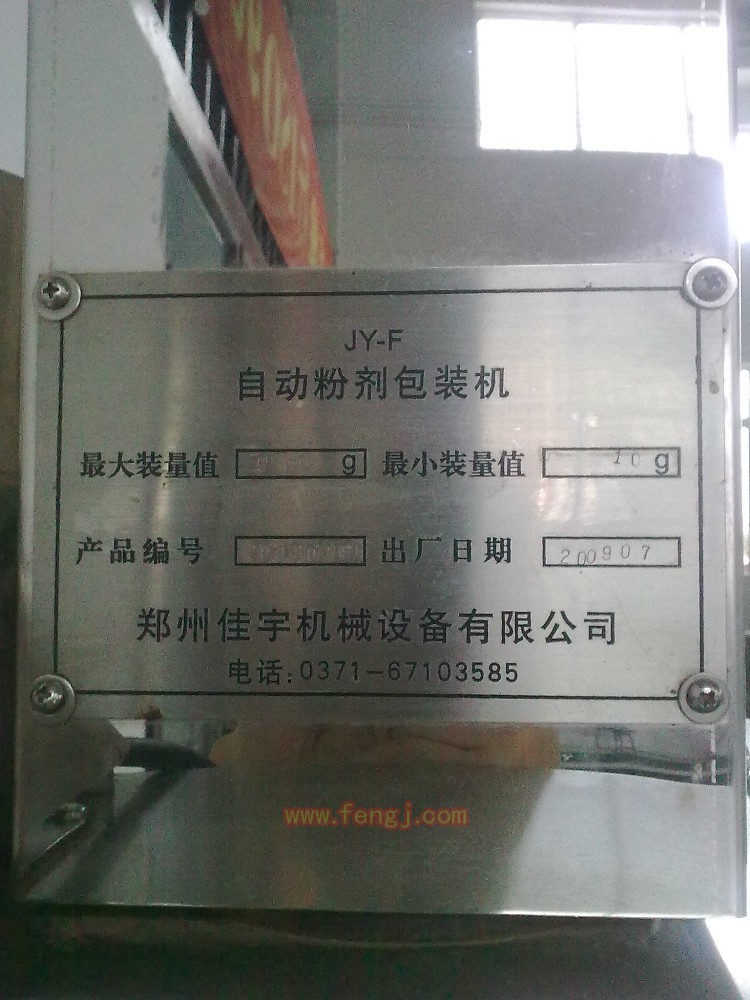 JY-F
自动粉剂包装机
最大装量值 g 最小装量值 10 g
产品编号 出厂日期 200907
郑州佳宇机械设备有限公司
电话:0371-67103585
www.fengj.com